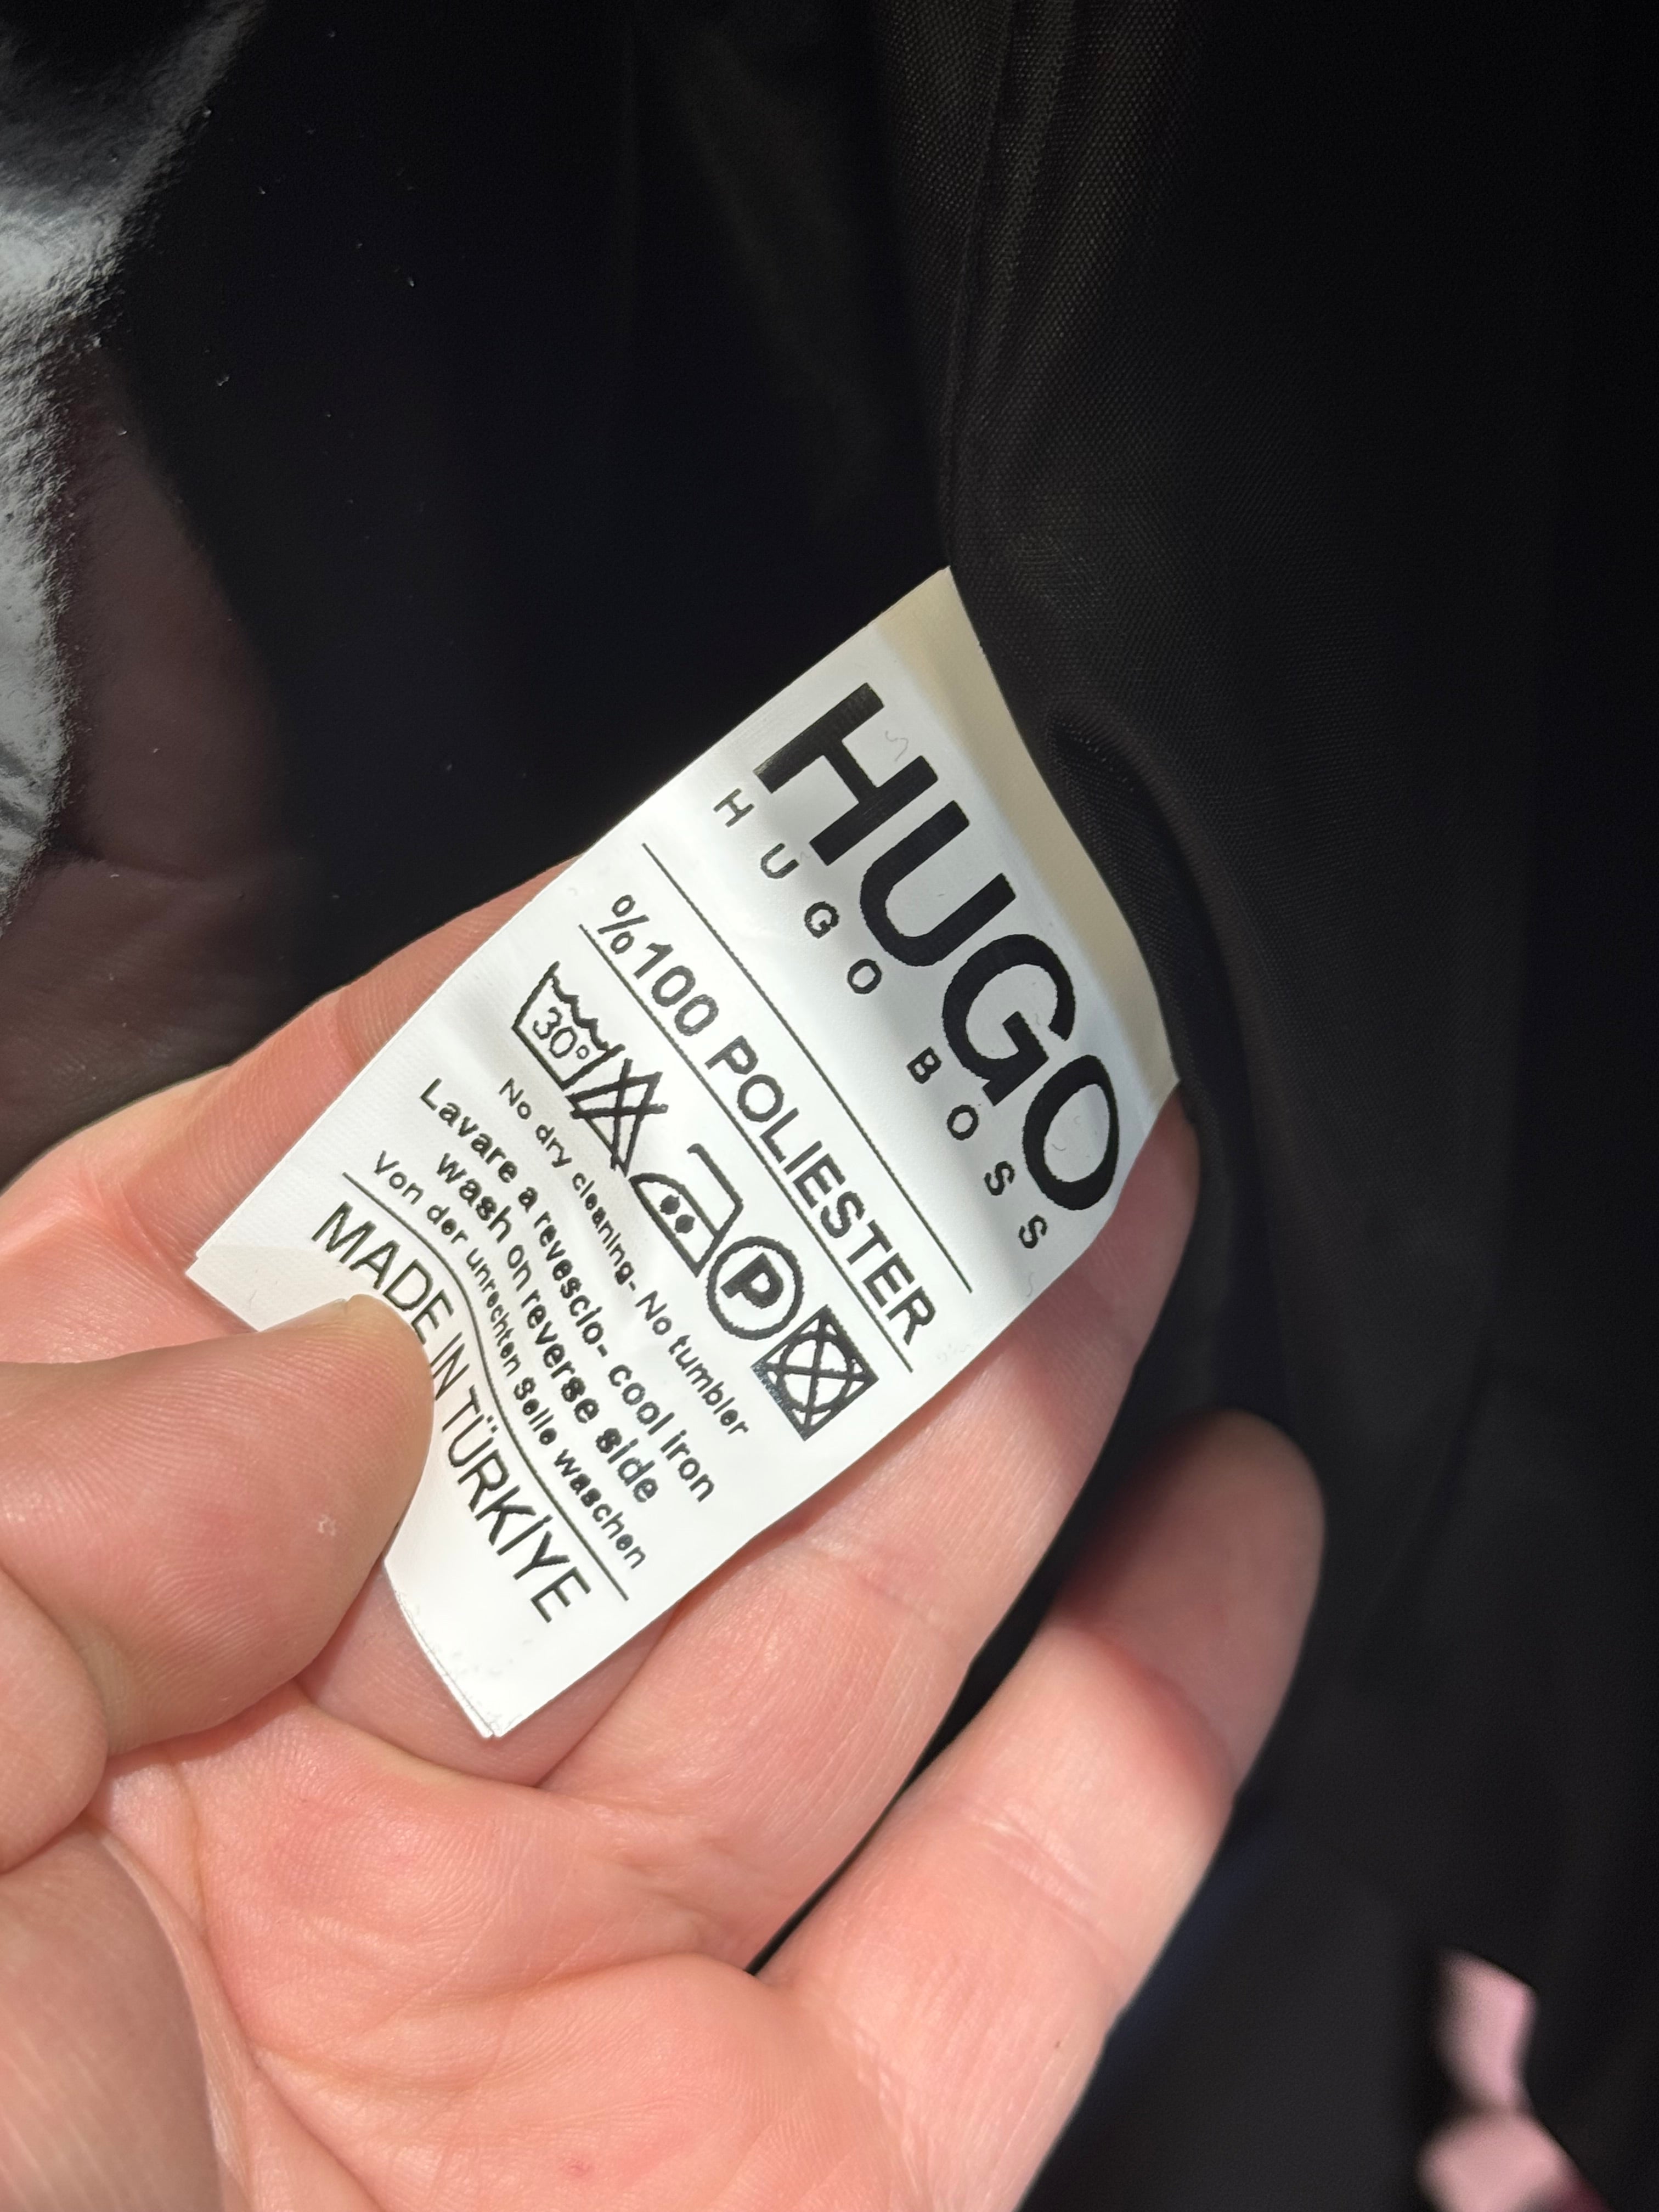 HUGO
HUGO BOSS
%100 POLIESTER
30°
P
No dry cleaning- No tumbler
Lavare a revescio- cool iron
wash on reverse side
Von der unrechten Selle waschen
MADE IN TÜRKİYE